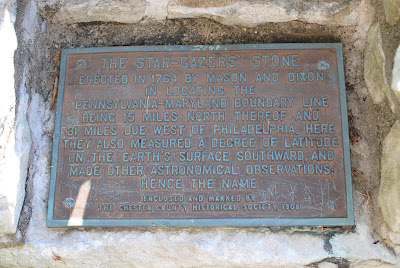 THE STAR-GAZERS' STONE
ERECTED IN 1764 BY MASON AND DIXON
IN LOCATING THE
PENNSYLVANIA-MARYLAND BOUNDARY LINE
BEING 15 MILES NORTH THEREOF AND
31 MILES DUE WEST OF PHILADELPHIA. HERE
THEY ALSO MEASURED A DEGREE OF LATITUDE
ON THE EARTH'S SURFACE SOUTHWARD, AND
MADE OTHER ASTRONOMICAL OBSERVATIONS.
HENCE THE NAME
ENCLOSED AND MARKED BY
THE CHESTER COUNTY HISTORICAL SOCIETY, 1908